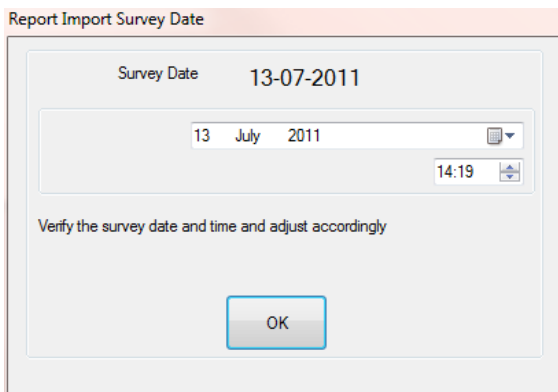 Report Import Survey Date
Survey Date 13-07-2011
13 July 2011
14:19
Verify the survey date and time and adjust accordingly
OK